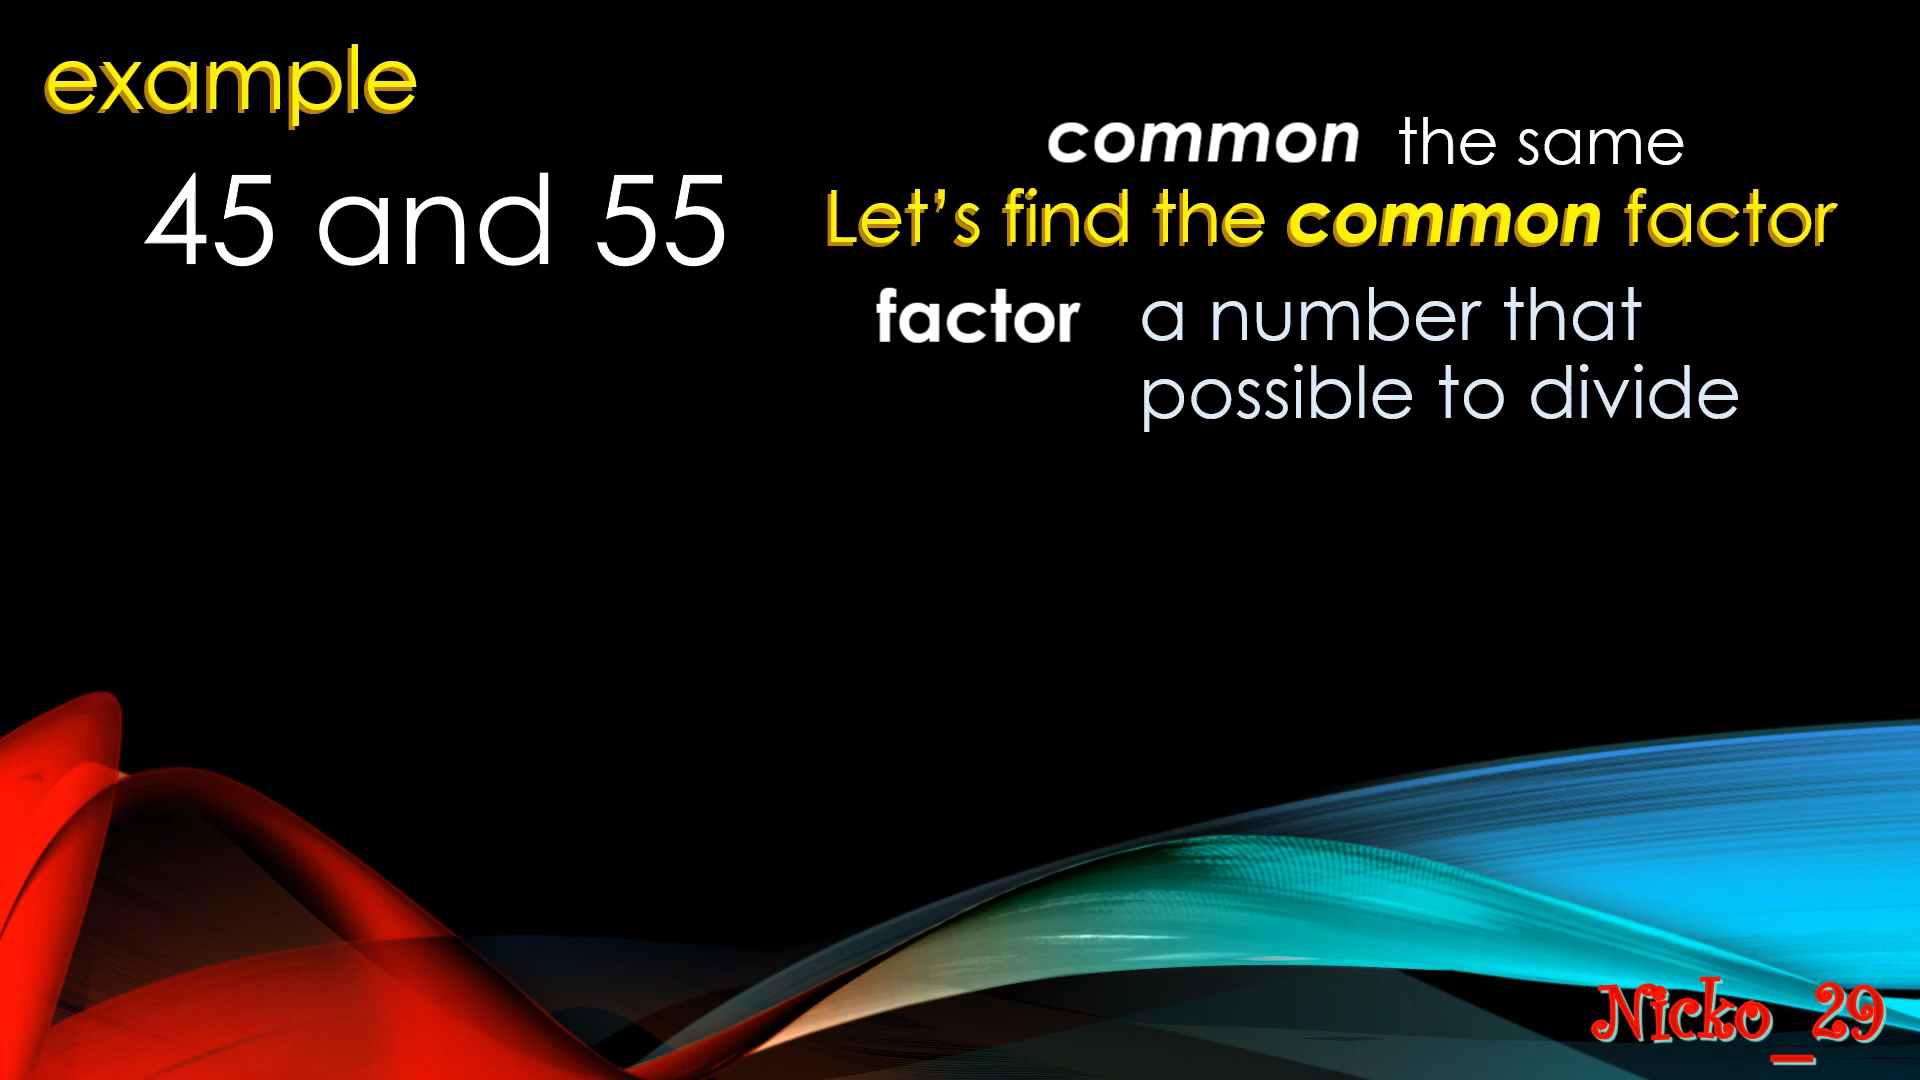 example
45 and 55
common the same
Let’s find the common factor
factor a number that
possible to divide
Nicko_29